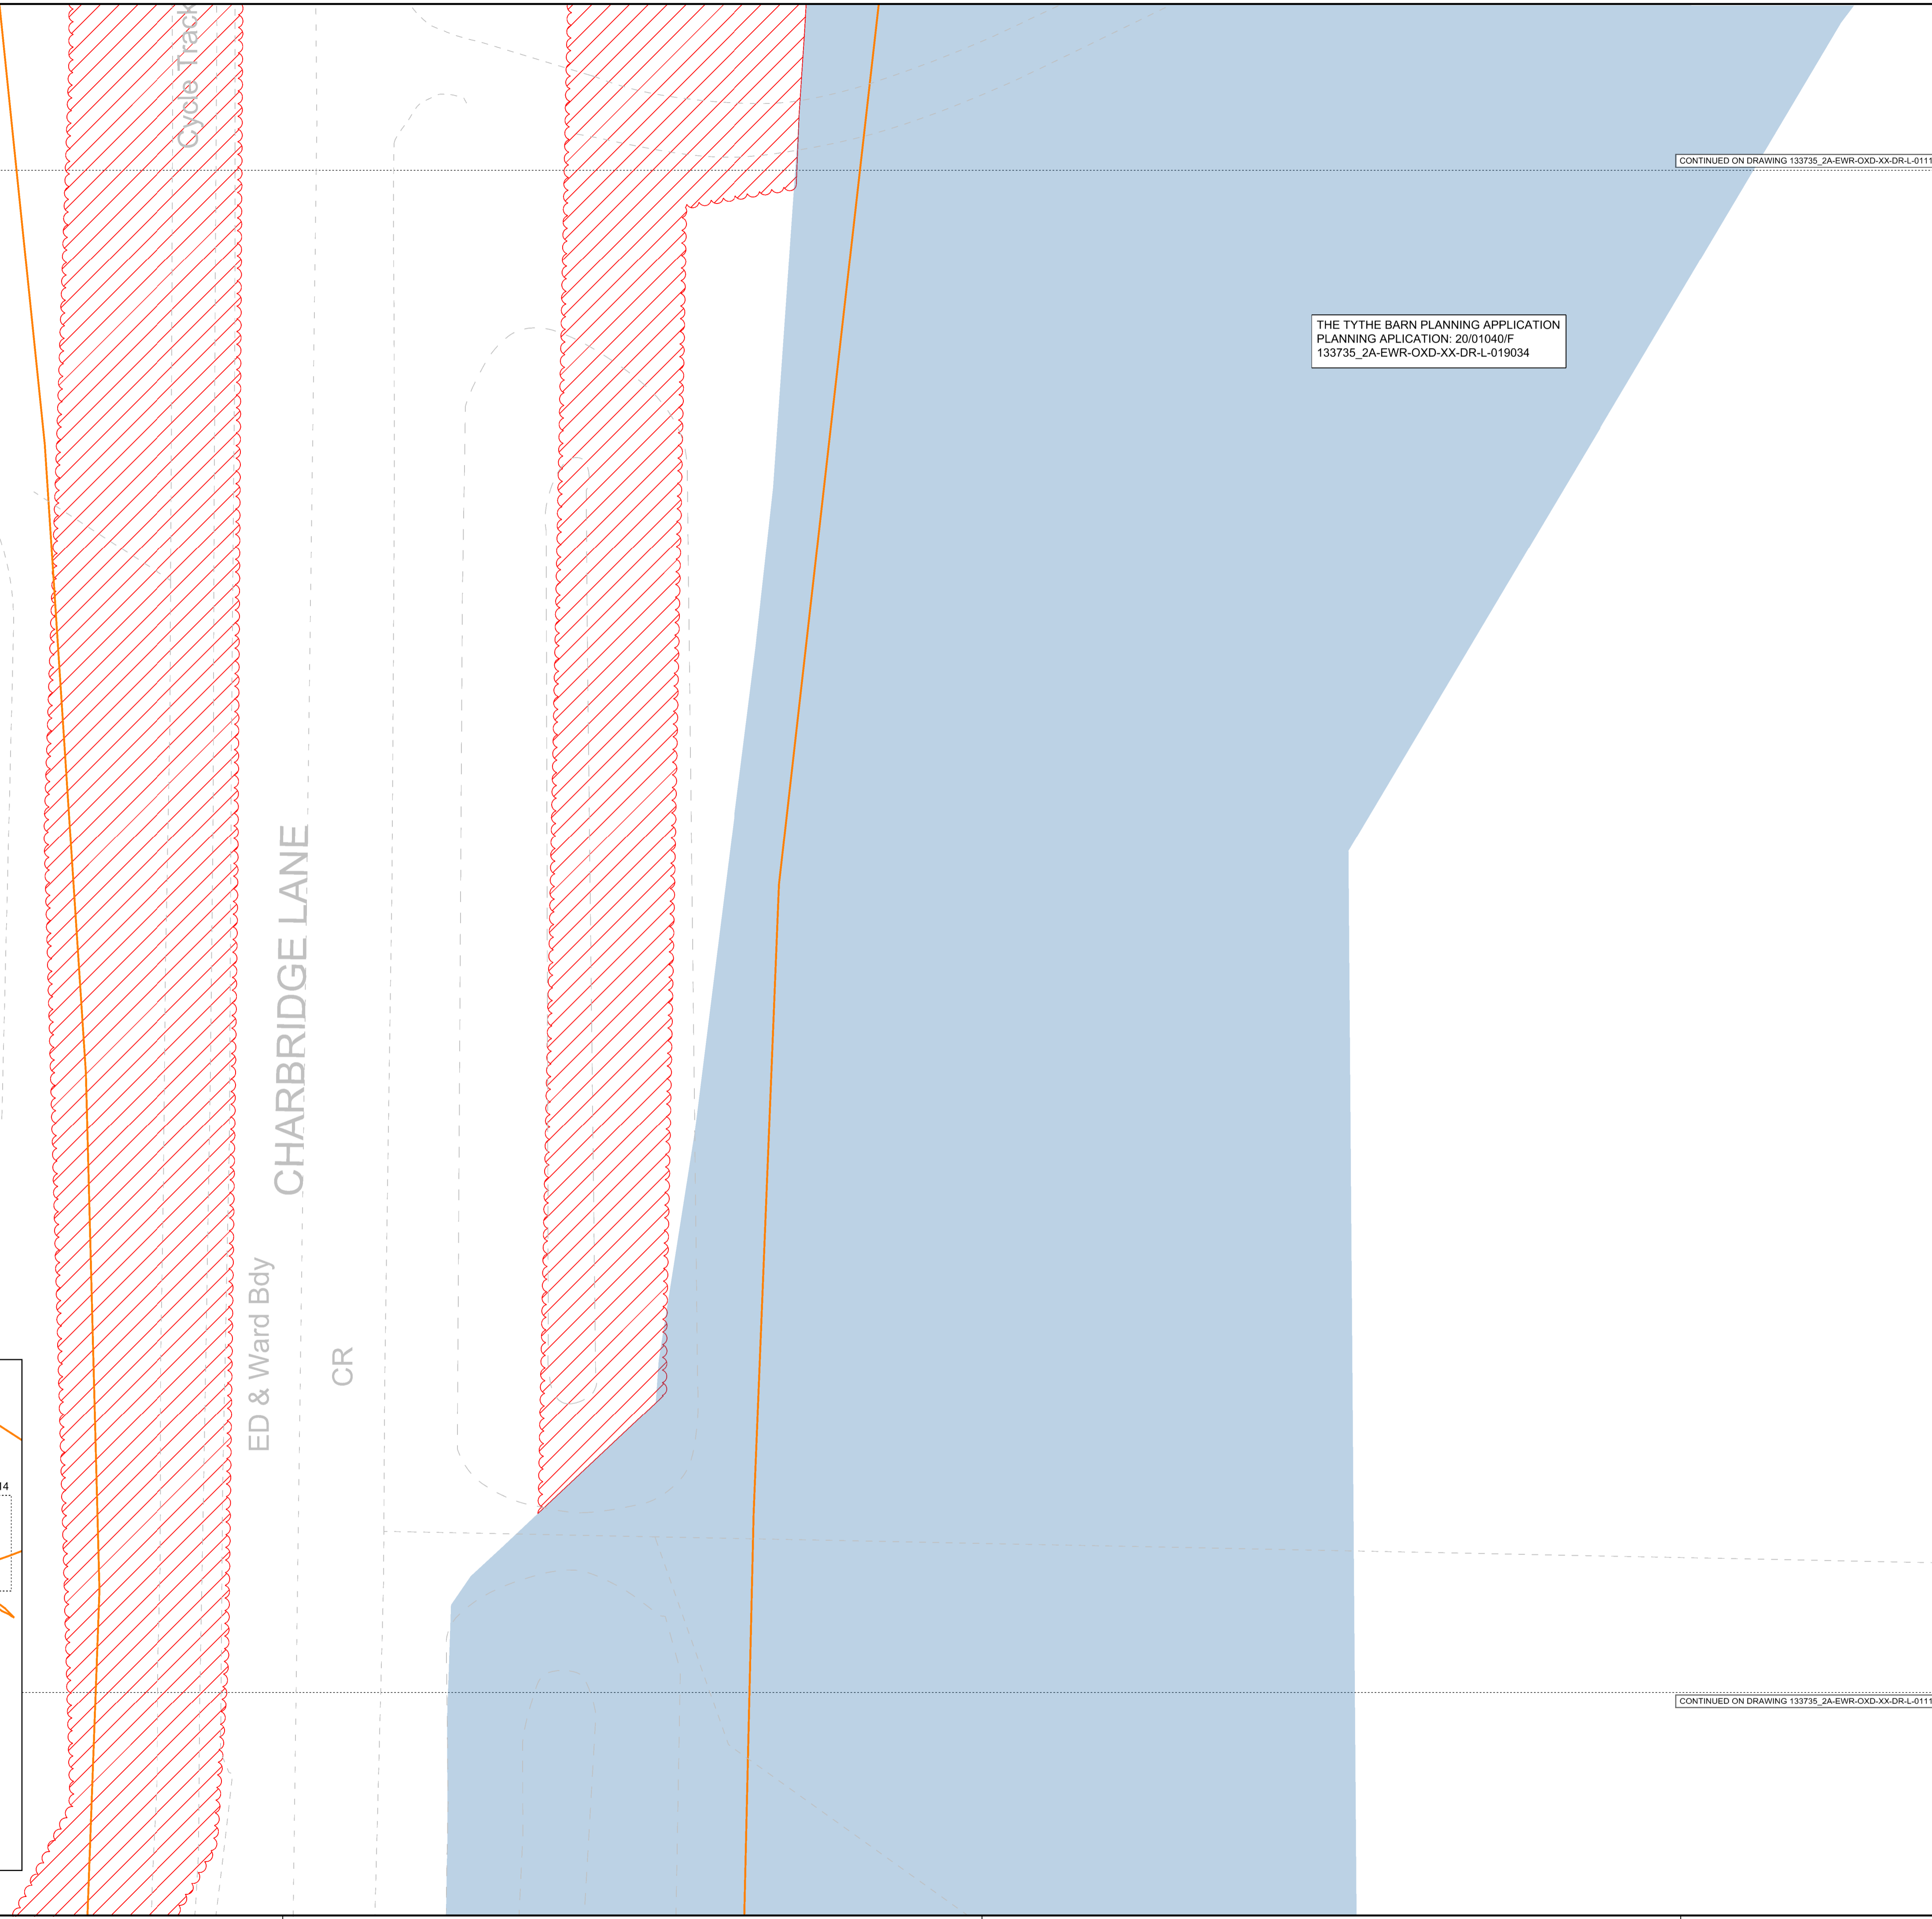 Cycle Track
CONTINUED ON DRAWING 133735_2A-EWR-OXD-XX-DR-L-0111
THE TYTHE BARN PLANNING APPLICATION
PLANNING APLICATION: 20/01040/F
133735_2A-EWR-OXD-XX-DR-L-019034
CHARBRIDGE LANE
ED & Ward Bdy
CR
14
CONTINUED ON DRAWING 133735_2A-EWR-OXD-XX-DR-L-0111